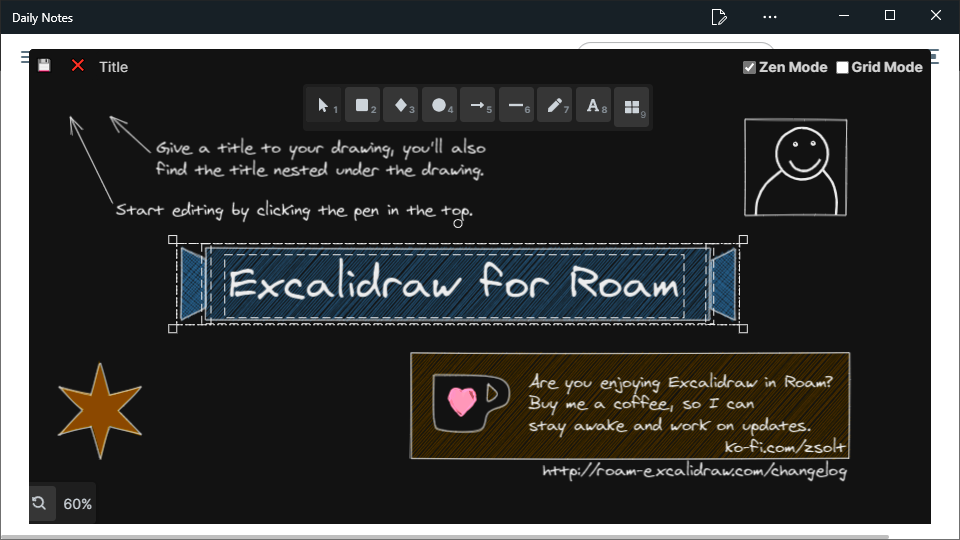 Daily Notes
Title
Zen Mode Grid Mode
1 2 3 4 5 6 7 A 8 9
Give a title to your drawing, you'll also
find the title nested under the drawing.
Start editing by clicking the pen in the top.
Excalidraw for Roam
Are you enjoying Excalidraw in Roam?
Buy me a coffee, so I can
stay awake and work on updates.
ko-fi.com/zsolt
http://roam-excalidraw.com/changelog
60%